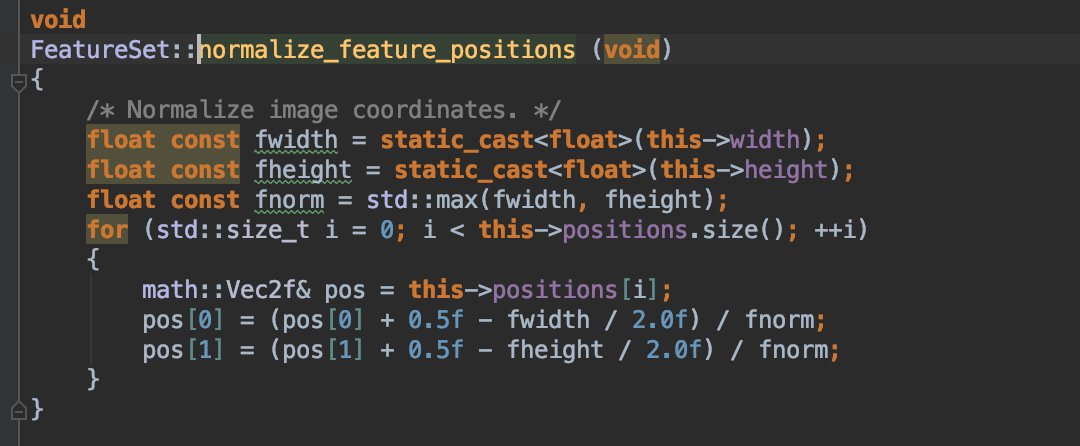 void
FeatureSet::normalize_feature_positions (void)
{
    /* Normalize image coordinates. */
    float const fwidth = static_cast<float>(this->width);
    float const fheight = static_cast<float>(this->height);
    float const fnorm = std::max(fwidth, fheight);
    for (std::size_t i = 0; i < this->positions.size(); ++i)
    {
        math::Vec2f& pos = this->positions[i];
        pos[0] = (pos[0] + 0.5f - fwidth / 2.0f) / fnorm;
        pos[1] = (pos[1] + 0.5f - fheight / 2.0f) / fnorm;
    }
}